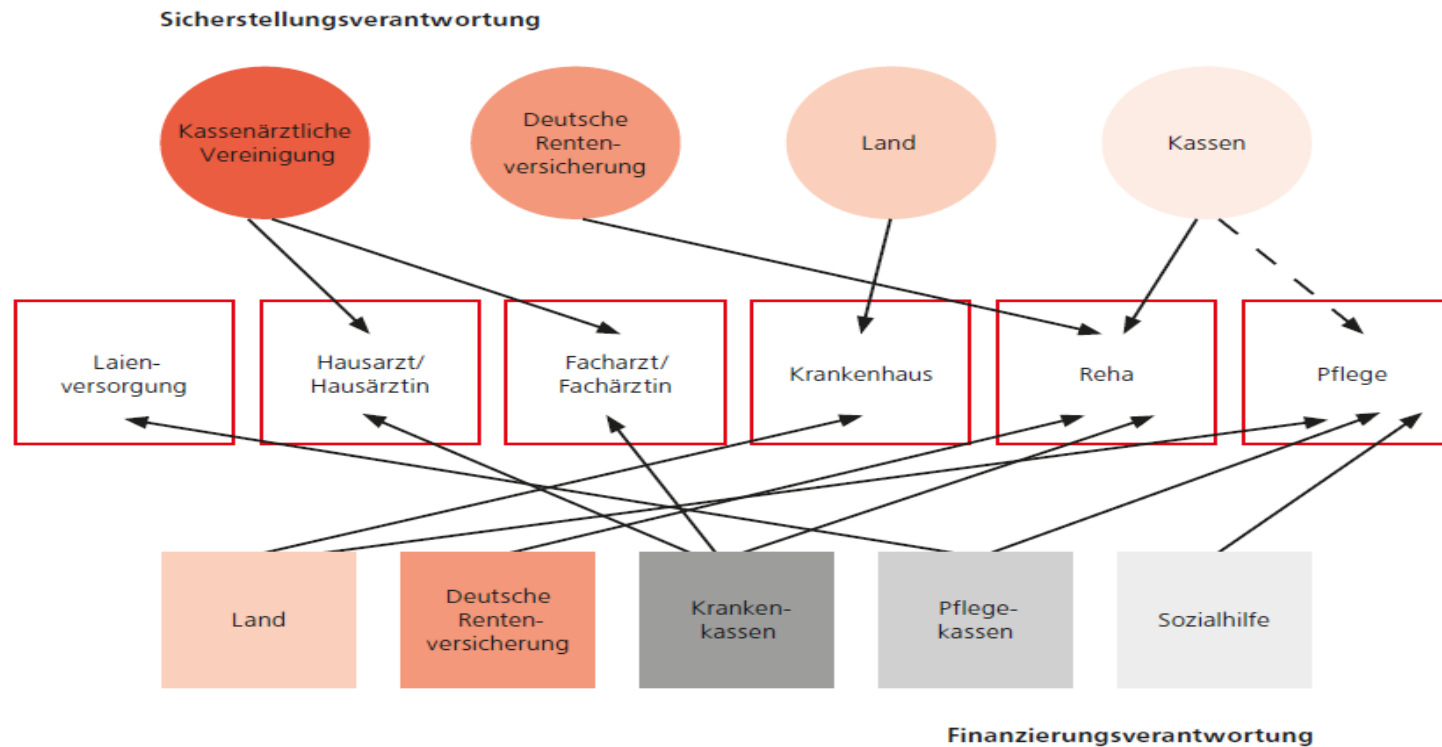 Sicherstellungsverantwortung
Kassenärztliche
Vereinigung
Deutsche
Renten-
versicherung
Land
Kassen
Laien-
versorgung
Hausarzt/
Hausärztin
Facharzt/
Fachärztin
Krankenhaus
Reha
Pflege
Land
Deutsche
Renten-
versicherung
Kranken-
kassen
Pflege-
kassen
Sozialhilfe
Finanzierungsverantwortung